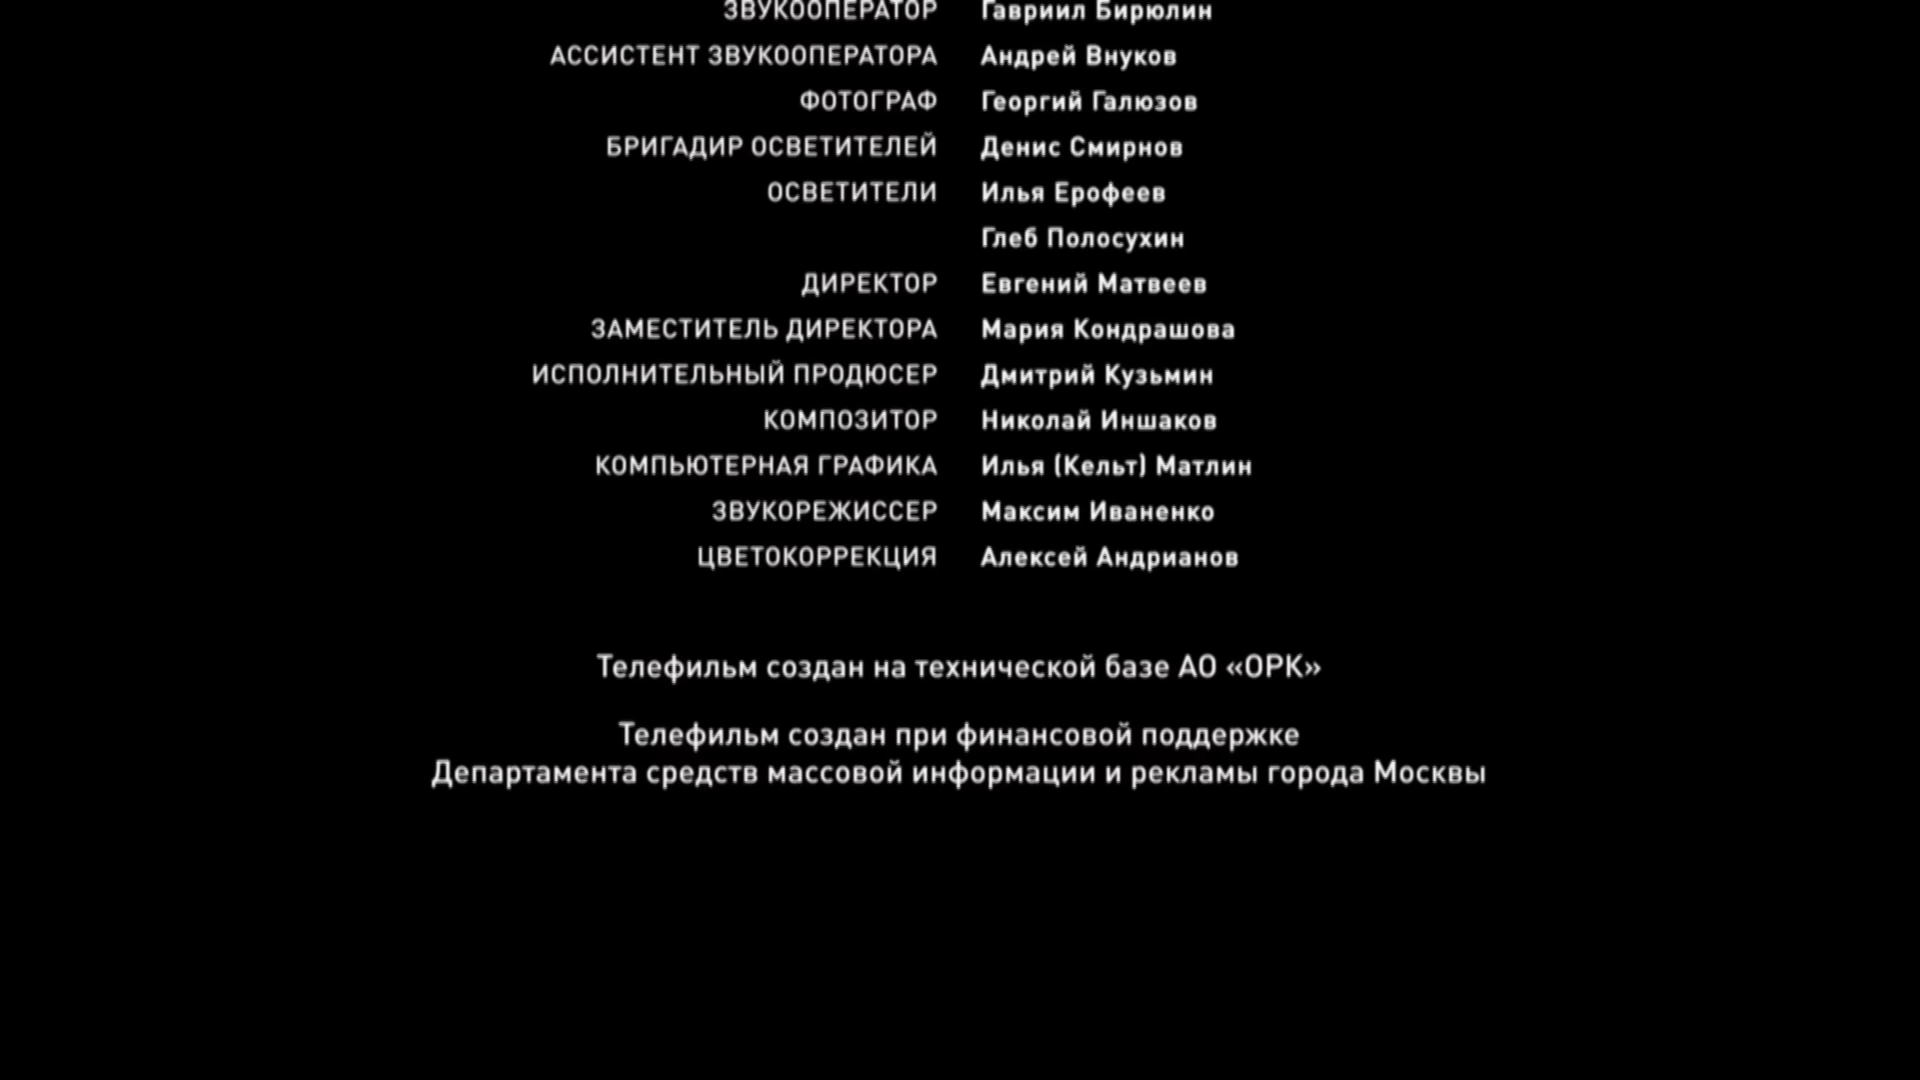 ЗВУКООПЕРАТОР Гавриил Бирюлин
АССИСТЕНТ ЗВУКООПЕРАТОРА Андрей Внуков
ФОТОГРАФ Георгий Галюзов
БРИГАДИР ОСВЕТИТЕЛЕЙ Денис Смирнов
ОСВЕТИТЕЛИ Илья Ерофеев
Глеб Полосухин
ДИРЕКТОР Евгений Матвеев
ЗАМЕСТИТЕЛЬ ДИРЕКТОРА Мария Кондрашова
ИСПОЛНИТЕЛЬНЫЙ ПРОДЮСЕР Дмитрий Кузьмин
КОМПОЗИТОР Николай Иншаков
КОМПЬЮТЕРНАЯ ГРАФИКА Илья (Кельт) Матлин
ЗВУКОРЕЖИССЕР Максим Иваненко
ЦВЕТОКОРРЕКЦИЯ Алексей Андрианов
Телефильм создан на технической базе АО «ОРК»
Телефильм создан при финансовой поддержке
Департамента средств массовой информации и рекламы города Москвы